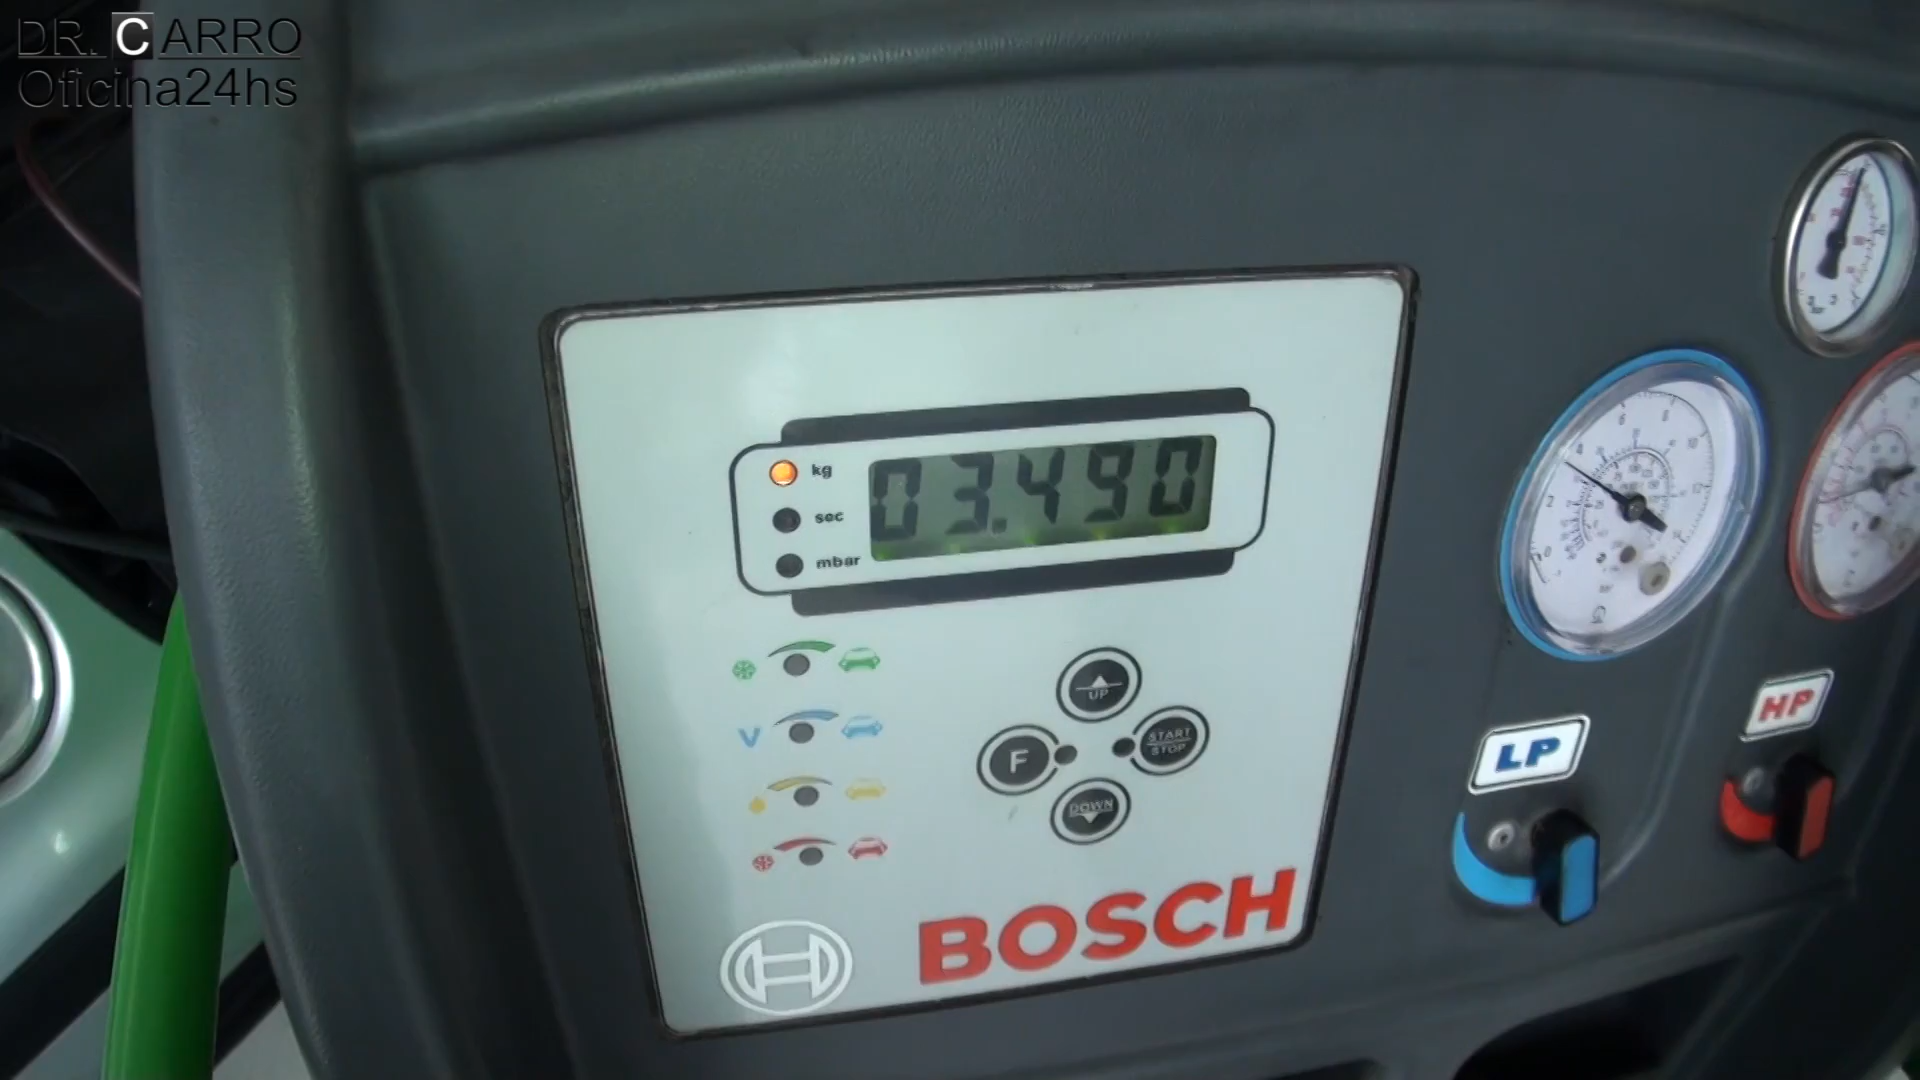 DR. CARRO
Oficina24hs
kg
sec
mbar
03.490
UP
F
START
STOP
DOWN
V
BOSCH
LP
HP